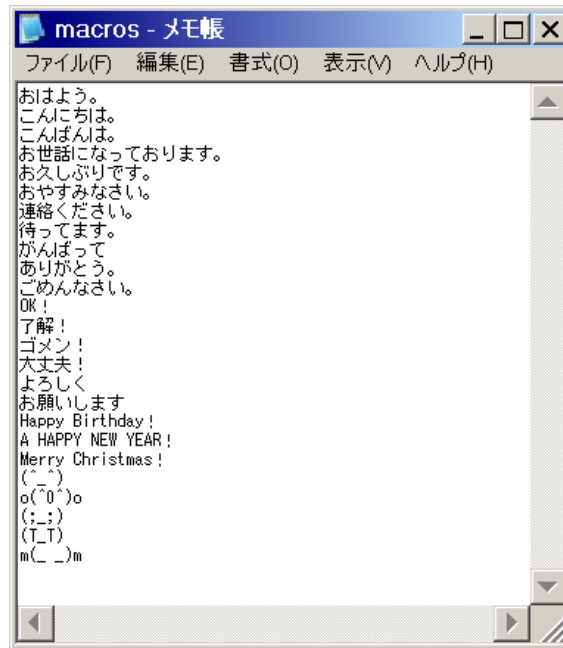 macros - メモ帳
ファイル(F) 編集(E) 書式(O) 表示(V) ヘルプ(H)
おはよう。
こんにちは。
こんばんは。
お世話になっております。
お久しぶりです。
おやすみなさい。
連絡ください。
待ってます。
がんばって
ありがとう。
ごめんなさい。
OK！
了解！
ゴメン！
大丈夫！
よろしく
お願いします
Happy Birthday！
A HAPPY NEW YEAR！
Merry Christmas！
(^_^)
o(^0^)o
(;_;)
(T_T)
m(_ _)m